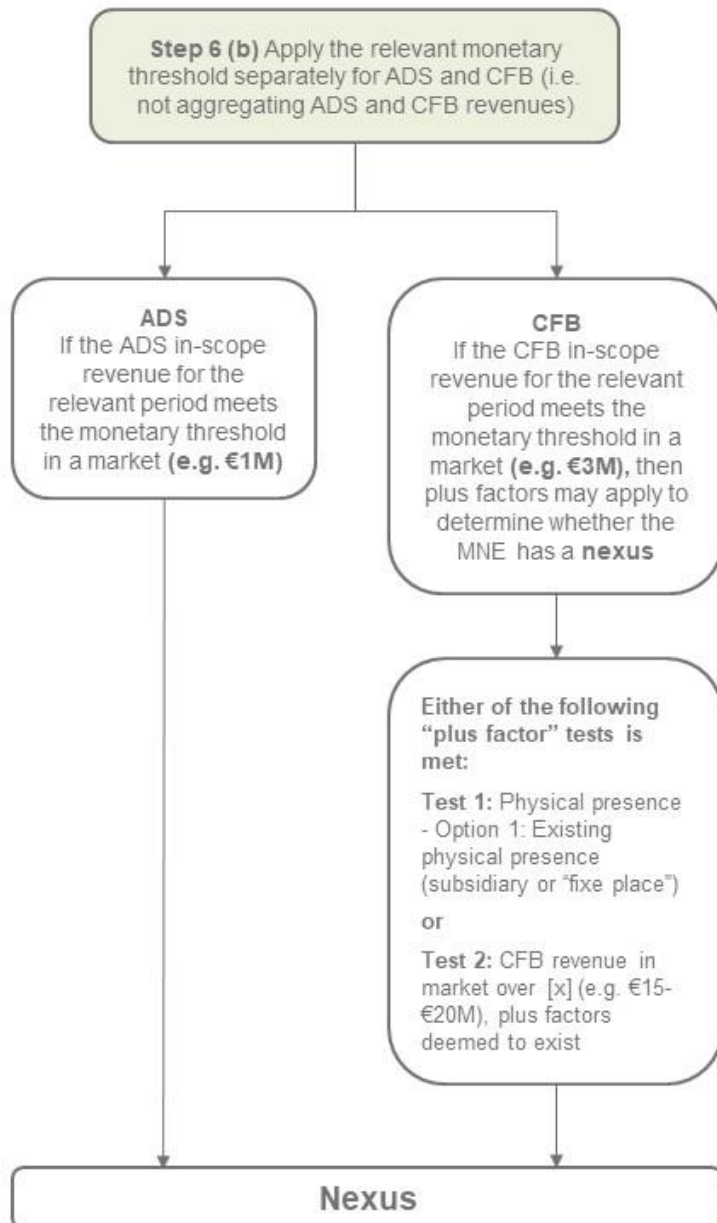 Step 6 (b) Apply the relevant monetary
threshold separately for ADS and CFB (i.e.
not aggregating ADS and CFB revenues)
ADS
If the ADS in-scope
revenue for the
relevant period meets
the monetary threshold
in a market (e.g. €1M)
CFB
If the CFB in-scope
revenue for the relevant
period meets the
monetary threshold in a
market (e.g. €3M), then
plus factors may apply to
determine whether the
MNE has a nexus
Either of the following
“plus factor” tests is
met:
Test 1: Physical presence
- Option 1: Existing
physical presence
(subsidiary or “fixe place”)
or
Test 2: CFB revenue in
market over [x] (e.g. €15-
€20M), plus factors
deemed to exist
Nexus